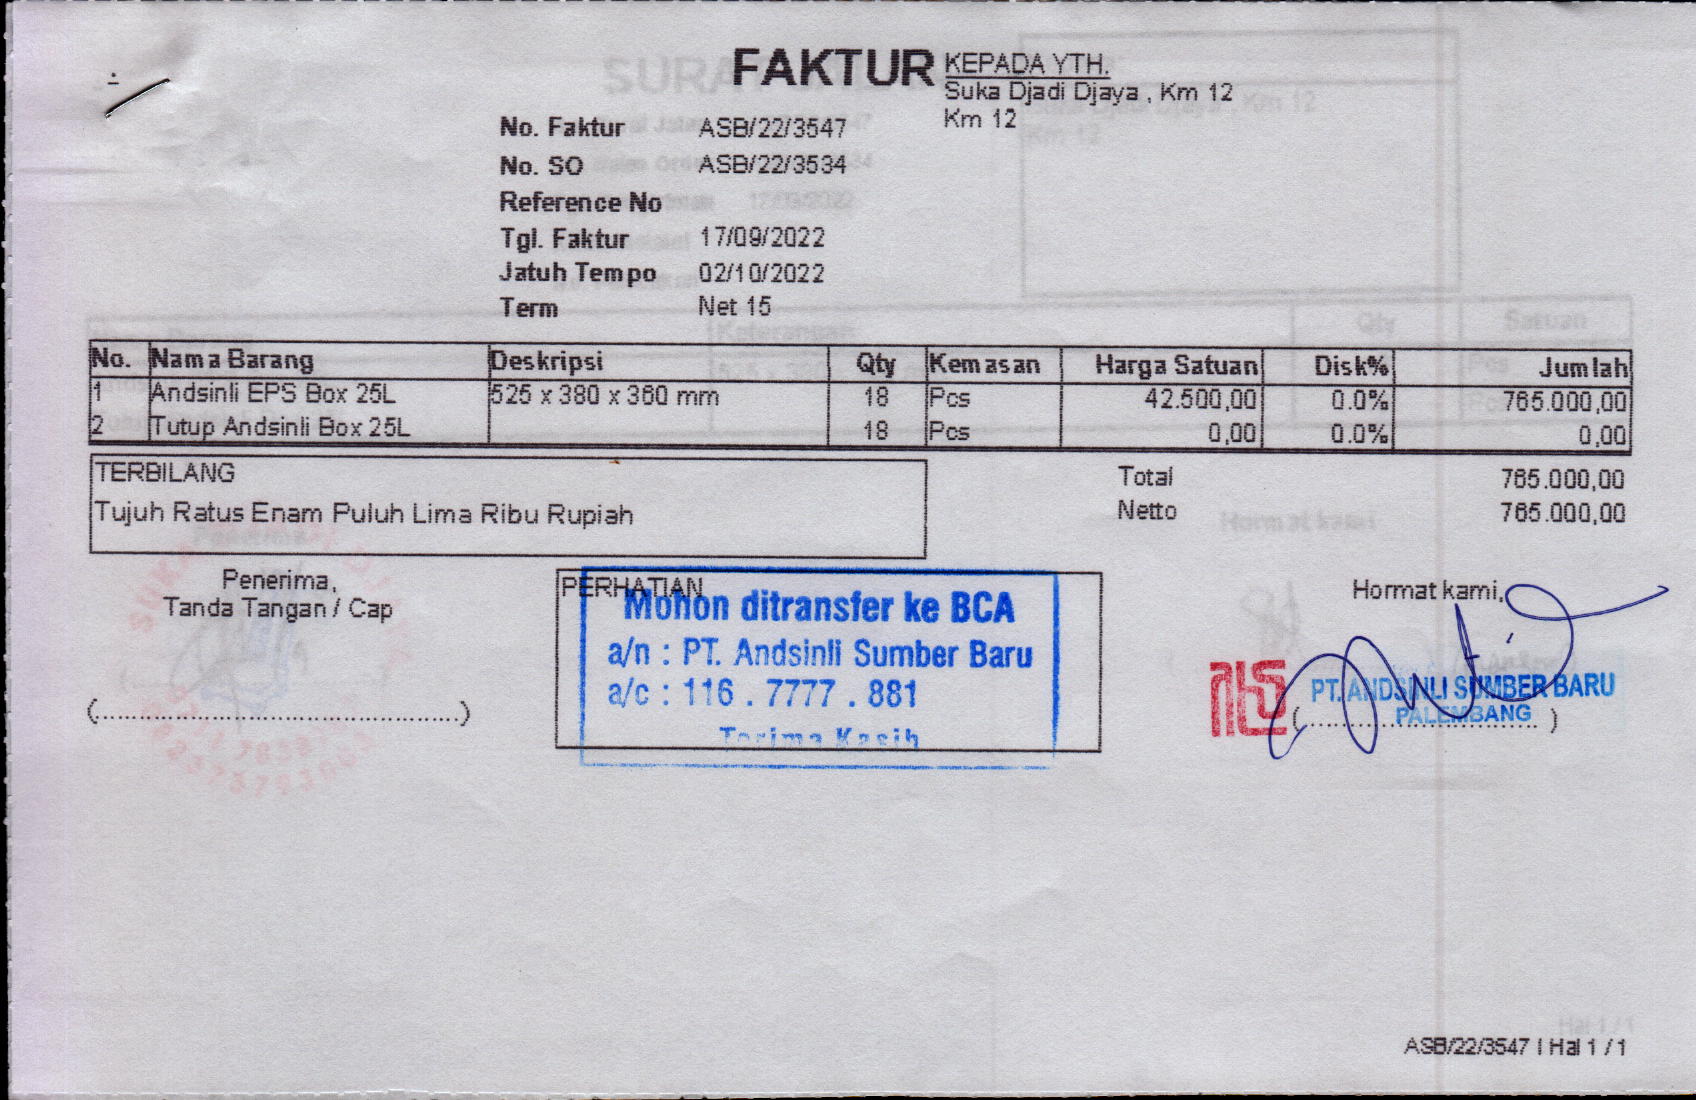 FAKTUR
KEPADA YTH.
Suka Djadi Djaya , Km 12
Km 12
No. Faktur ASB/22/3547
No. SO ASB/22/3534
Reference No
Tgl. Faktur 17/09/2022
Jatuh Tempo 02/10/2022
Term Net 15
No. Nama Barang Deskripsi Qty Kemasan Harga Satuan Disk% Jumlah
1 Andsinli EPS Box 25L 525 x 380 x 360 mm 18 Pcs 42.500,00 0.0% 765.000,00
2 Tutup Andsinli Box 25L 18 Pcs 0,00 0.0% 0,00
TERBILANG
Tujuh Ratus Enam Puluh Lima Ribu Rupiah
Total 765.000,00
Netto 765.000,00
Penerima,
Tanda Tangan / Cap
(..............................................)
PERHATIAN
Mohon ditransfer ke BCA
a/n : PT. Andsinli Sumber Baru
a/c : 116 . 7777 . 881
Terima Kasih
Hormat kami,
PT. ANDSINLI SUMBER BARU
PALEMBANG
ASB/22/3547 | Hal 1 / 1